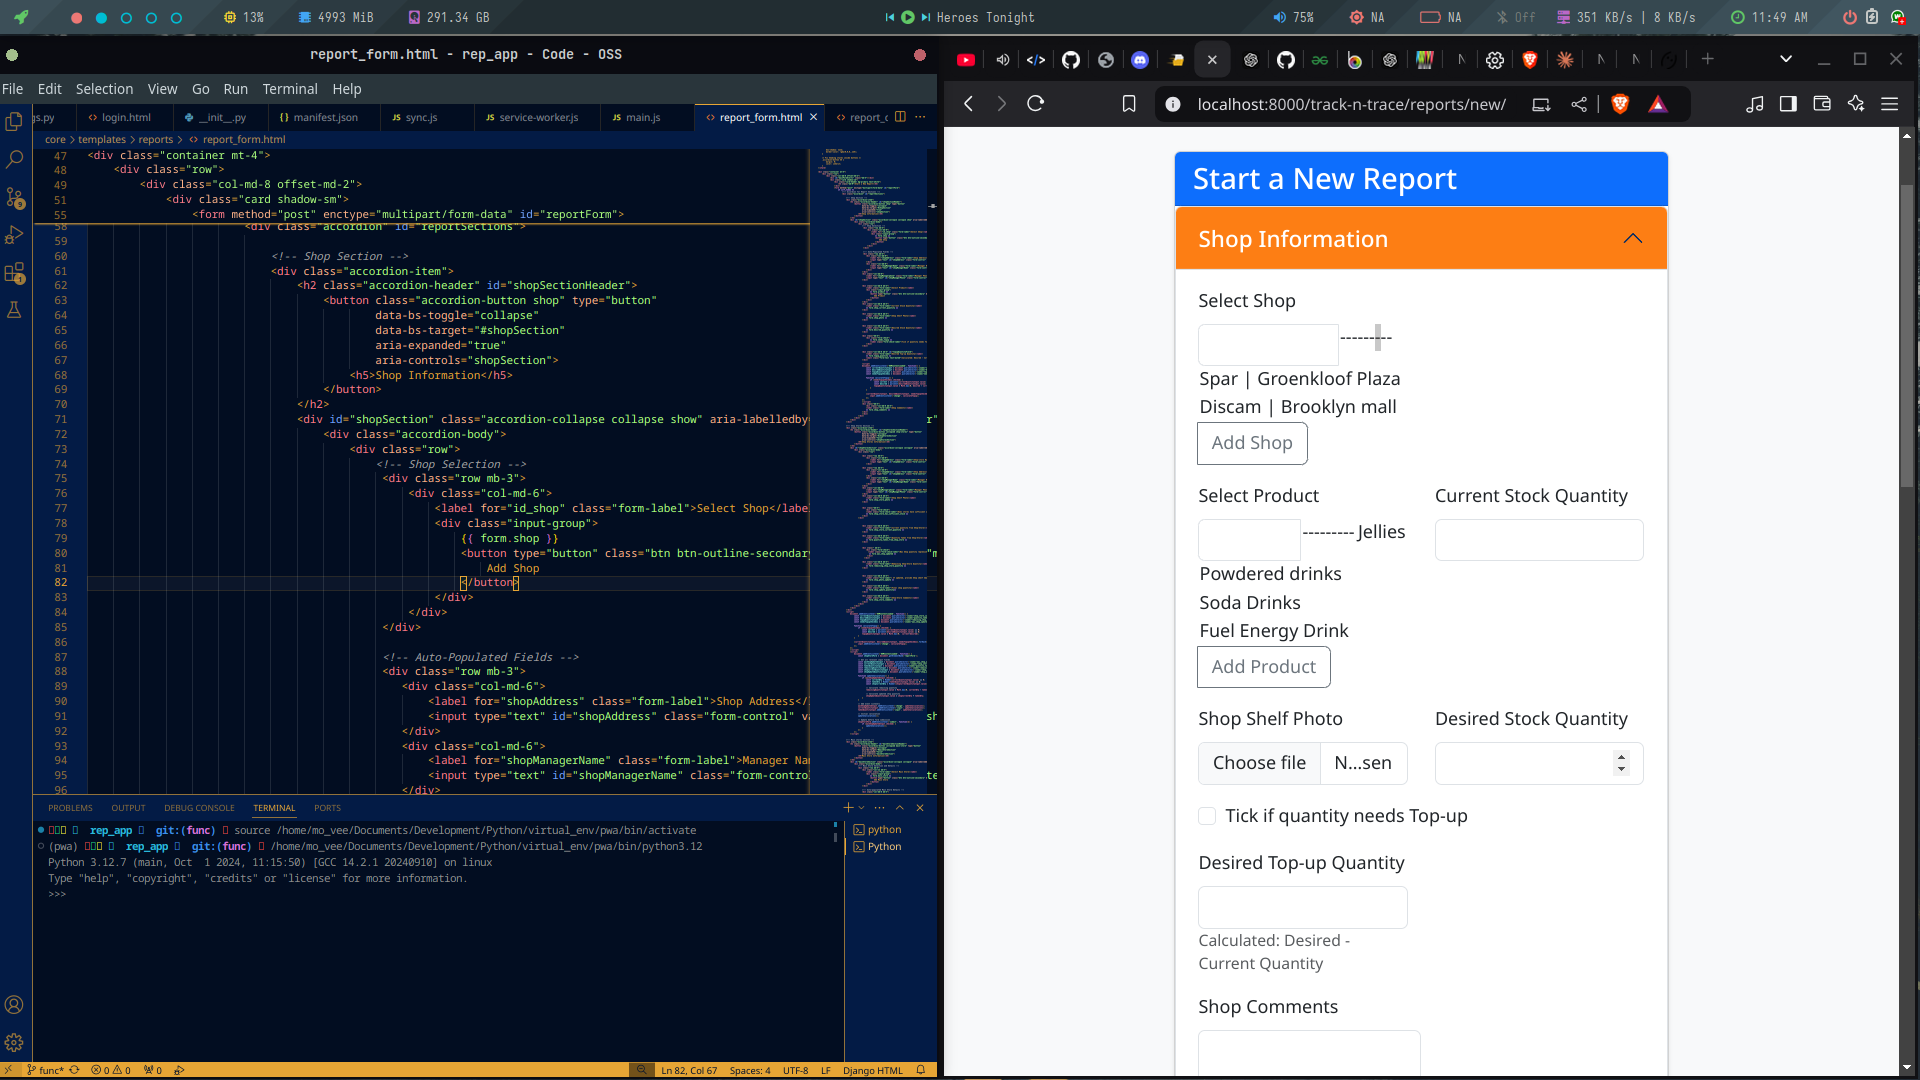 13%
4993 MiB
291.34 GB
Heroes Tonight
75%
NA
NA
Off
351 KB/s | 8 KB/s
11:49 AM
report_form.html - rep_app - Code - OSS
File Edit Selection View Go Run Terminal Help
gs.py
login.html
__init__.py
manifest.json
sync.js
service-worker.js
main.js
report_form.html
report_c
core > templates > reports > report_form.html
47 <div class="container mt-4">
48 <div class="row">
49 <div class="col-md-8 offset-md-2">
51 <div class="card shadow-sm">
55 <form method="post" enctype="multipart/form-data" id="reportForm">
58 <div class="accordion" id="reportSections">
59
60 <!-- Shop Section -->
61 <div class="accordion-item">
62 <h2 class="accordion-header" id="shopSectionHeader">
63 <button class="accordion-button shop" type="button"
64 data-bs-toggle="collapse"
65 data-bs-target="#shopSection"
66 aria-expanded="true"
67 aria-controls="shopSection">
68 <h5>Shop Information</h5>
69 </button>
70 </h2>
71 <div id="shopSection" class="accordion-collapse collapse show" aria-labelledby
72 <div class="accordion-body">
73 <div class="row">
74 <!-- Shop Selection -->
75 <div class="row mb-3">
76 <div class="col-md-6">
77 <label for="id_shop" class="form-label">Select Shop</labe
78 <div class="input-group">
79 {{ form.shop }}
80 <button type="button" class="btn btn-outline-secondar
81 Add Shop
82 </button>
83 </div>
84 </div>
85 </div>
86
87 <!-- Auto-Populated Fields -->
88 <div class="row mb-3">
89 <div class="col-md-6">
90 <label for="shopAddress" class="form-label">Shop Address</
91 <input type="text" id="shopAddress" class="form-control" v
92 </div>
93 <div class="col-md-6">
94 <label for="shopManagerName" class="form-label">Manager Na
95 <input type="text" id="shopManagerName" class="form-contro
96 </div>
PROBLEMS OUTPUT DEBUG CONSOLE TERMINAL PORTS
rep_app git:(func) source /home/mo_vee/Documents/Development/Python/virtual_env/pwa/bin/activate
(pwa) rep_app git:(func) /home/mo_vee/Documents/Development/Python/virtual_env/pwa/bin/python3.12
Python 3.12.7 (main, Oct 1 2024, 11:15:50) [GCC 14.2.1 20240910] on linux
Type "help", "copyright", "credits" or "license" for more information.
>>>
python
Python
func*
0 0
0
Ln 82, Col 67
Spaces: 4
UTF-8
LF
Django HTML
localhost:8000/track-n-trace/reports/new/
Start a New Report
Shop Information
Select Shop
---------
Spar | Groenkloof Plaza
Discam | Brooklyn mall
Add Shop
Select Product
Current Stock Quantity
--------- Jellies
Powdered drinks
Soda Drinks
Fuel Energy Drink
Add Product
Shop Shelf Photo
Desired Stock Quantity
Choose file N...sen
Tick if quantity needs Top-up
Desired Top-up Quantity
Calculated: Desired -
Current Quantity
Shop Comments